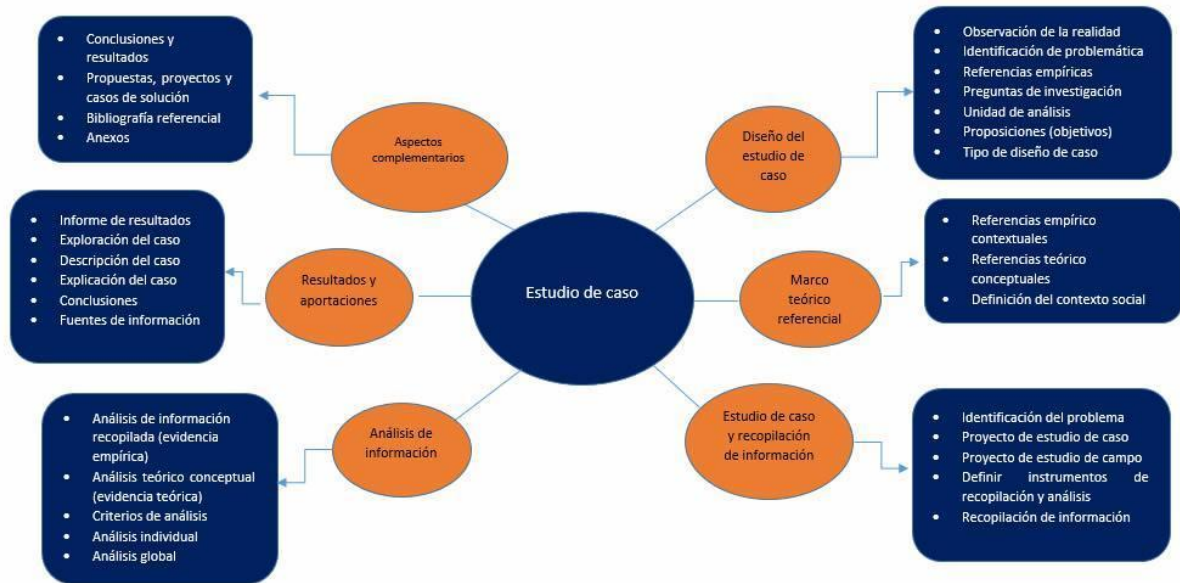 Conclusiones y
resultados
Propuestas, proyectos y
casos de solución
Bibliografía referencial
Anexos
Aspectos
complementarios
Diseño del
estudio de
caso
Observación de la realidad
Identificación de problemática
Referencias empíricas
Preguntas de investigación
Unidad de análisis
Proposiciones (objetivos)
Tipo de diseño de caso
Informe de resultados
Exploración del caso
Descripción del caso
Explicación del caso
Conclusiones
Fuentes de información
Resultados y
aportaciones
Estudio de caso
Marco
teórico
referencial
Referencias empírico
contextuales
Referencias teórico
conceptuales
Definición del contexto social
Análisis de información
recopilada (evidencia
empírica)
Análisis teórico conceptual
(evidencia teórica)
Criterios de análisis
Análisis individual
Análisis global
Análisis de
información
Estudio de caso
y recopilación
de información
Identificación del problema
Proyecto de estudio de caso
Proyecto de estudio de campo
Definir instrumentos de
recopilación y análisis
Recopilación de información